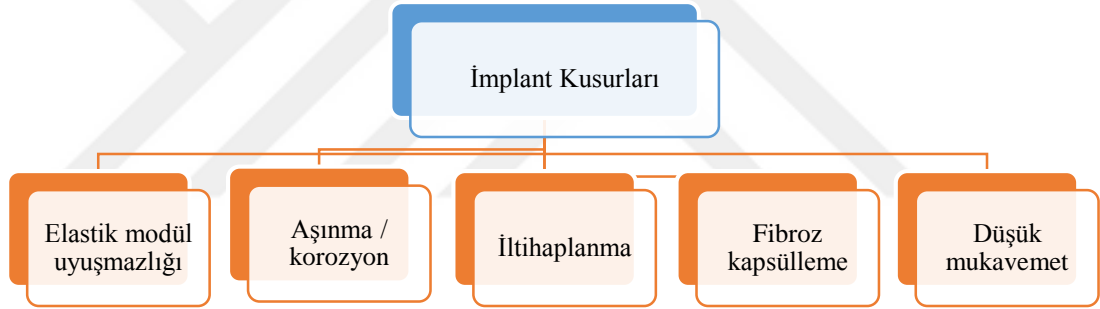 İmplant Kusurları
Elastik modül
uyuşmazlığı
Aşınma /
korozyon
İltihaplanma
Fibroz
kapsülleme
Düşük
mukavemet